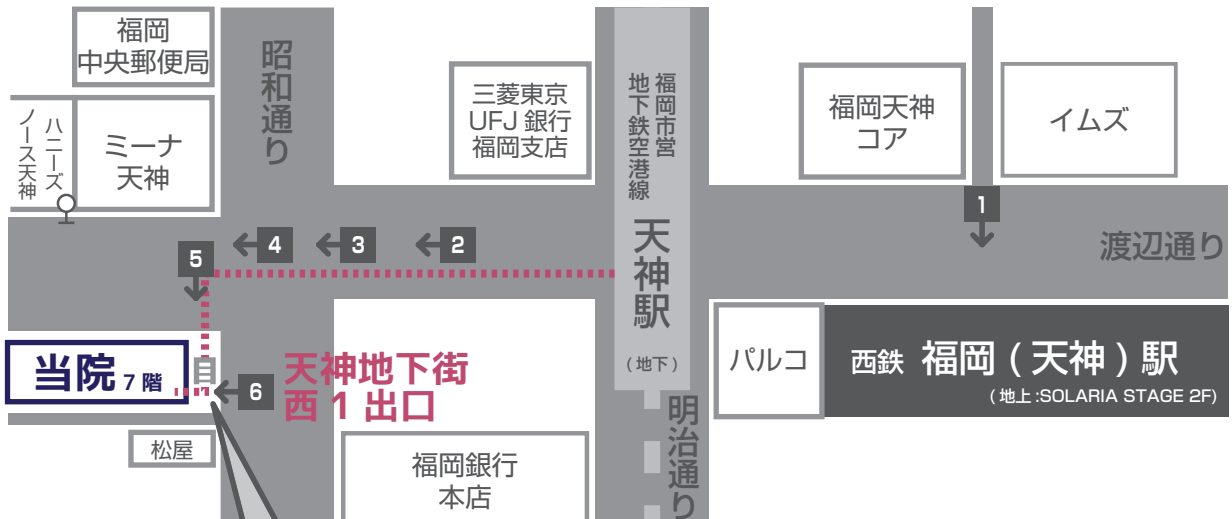 福岡
中央郵便局
昭和通り
ハニーズ
ノース天神
ミーナ
天神
三菱東京
UFJ 銀行
福岡支店
福岡市営
地下鉄空港線
天神駅
(地下)
福岡天神
コア
イムズ
1
渡辺通り
2
3
4
5
当院 7 階
6
天神地下街
西 1 出口
松屋
福岡銀行
本店
明治通り
パルコ
西鉄 福岡 ( 天神 ) 駅
( 地上 :SOLARIA STAGE 2F)